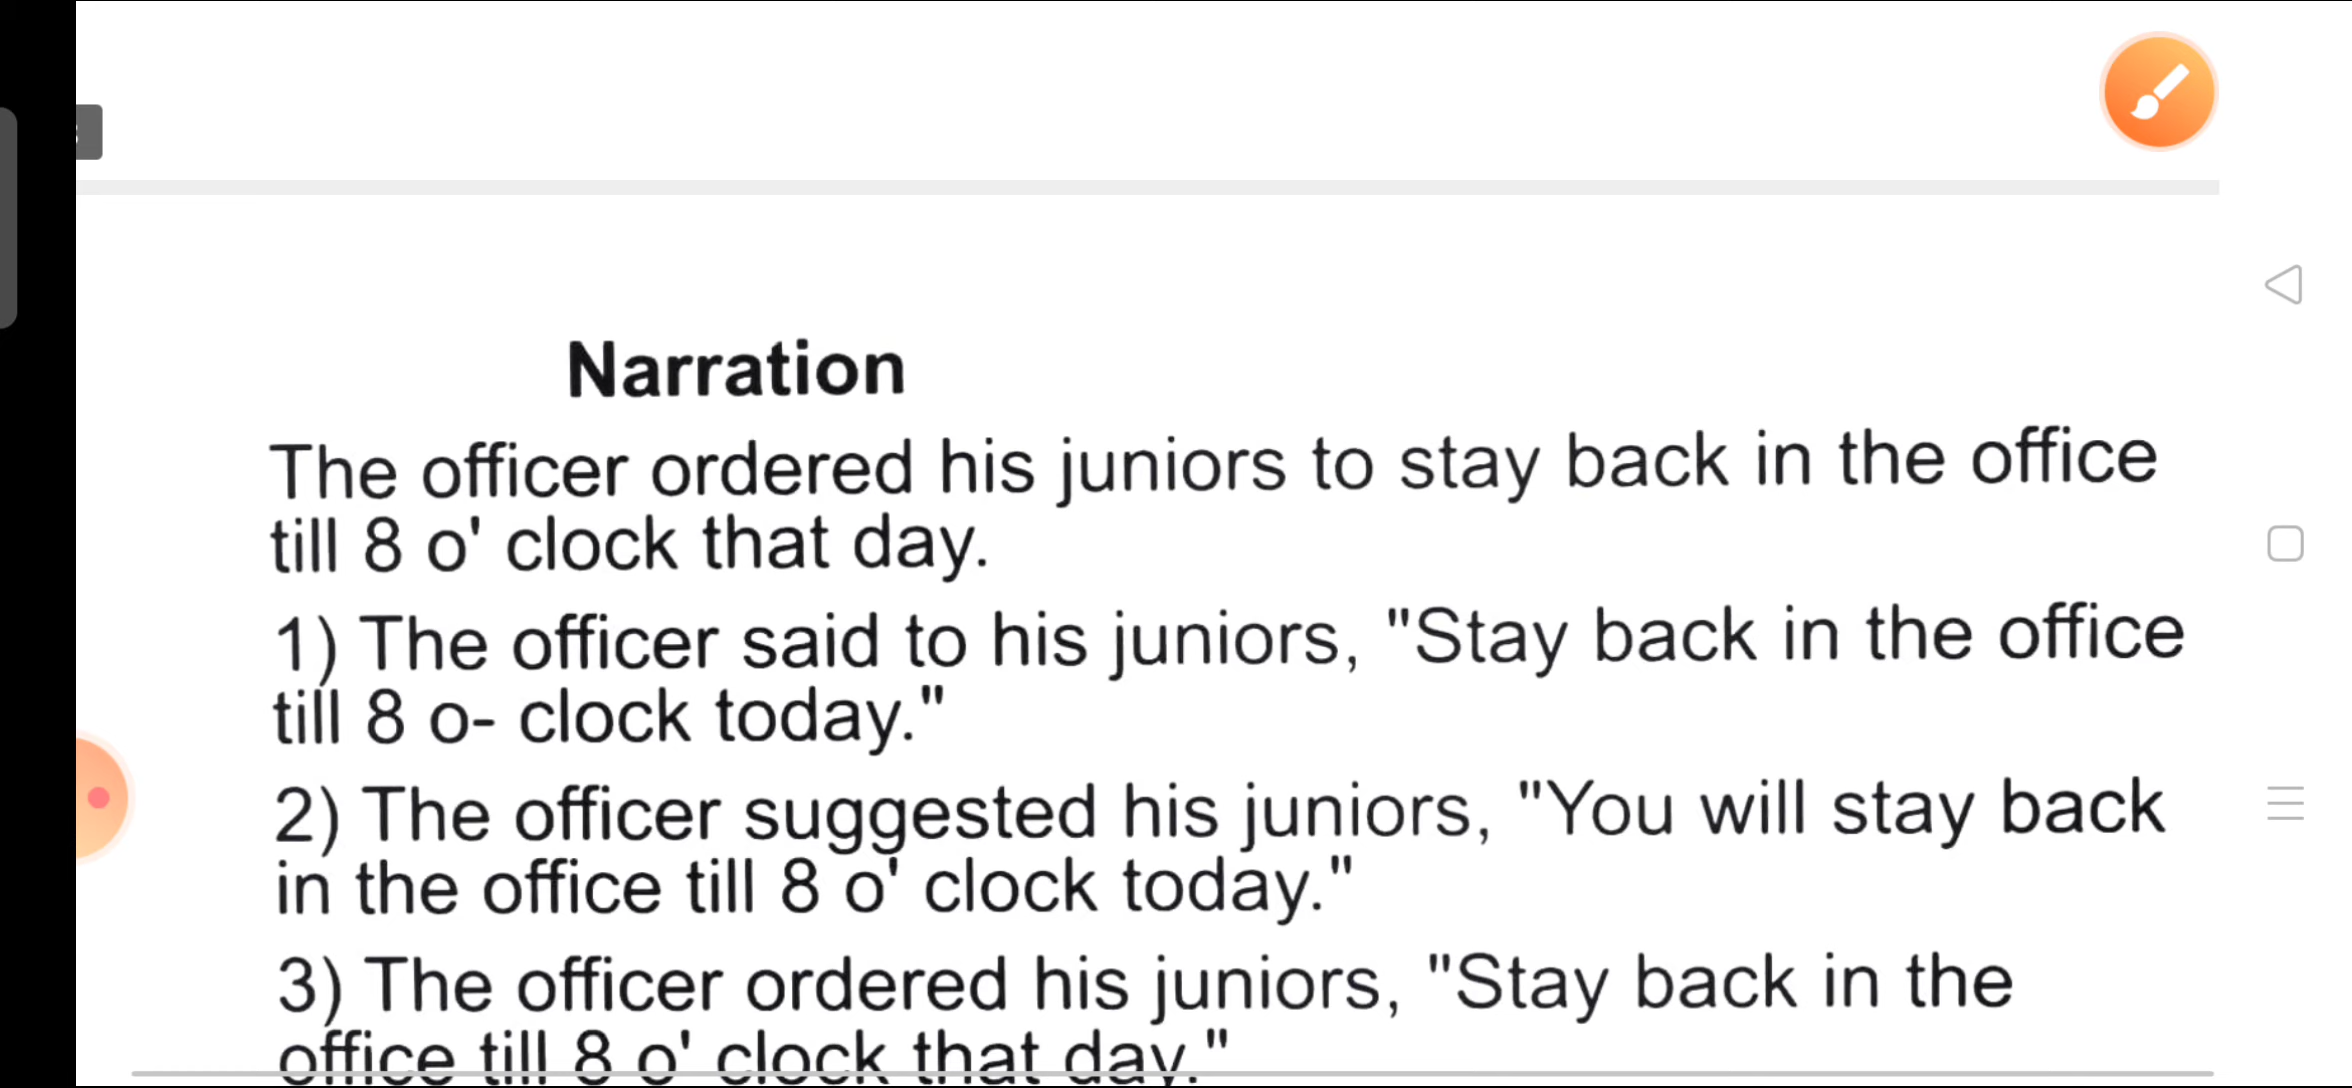 Narration
The officer ordered his juniors to stay back in the office
till 8 o' clock that day.
1) The officer said to his juniors, "Stay back in the office
till 8 o- clock today."
2) The officer suggested his juniors, "You will stay back
in the office till 8 o' clock today."
3) The officer ordered his juniors, "Stay back in the
office till 8 o' clock that day."